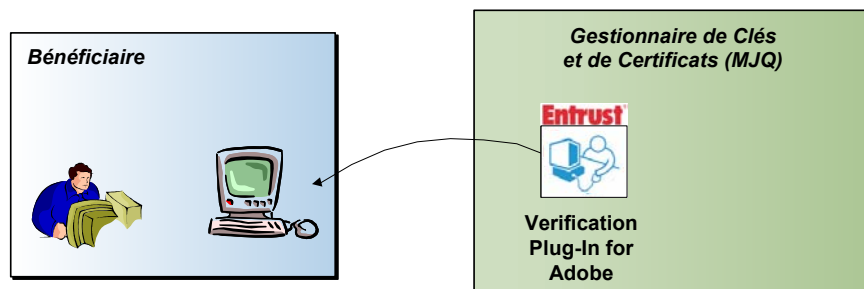 Bénéficiaire
Gestionnaire de Clés
et de Certificats (MJQ)
Entrust
Verification
Plug-In for
Adobe